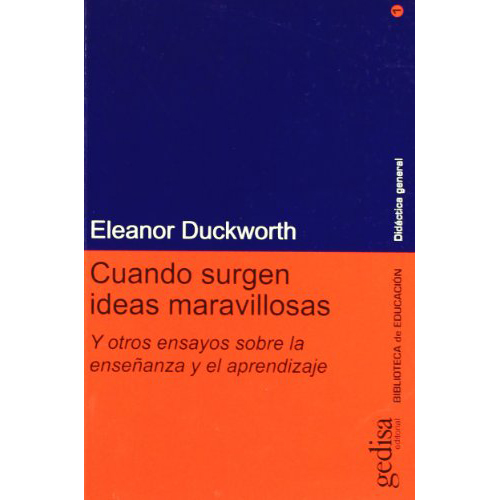 1
Didáctica general
Eleanor Duckworth
Cuando surgen
ideas maravillosas
Y otros ensayos sobre la
enseñanza y el aprendizaje
BIBLIOTECA de EDUCACIÓN
gedisa
editorial